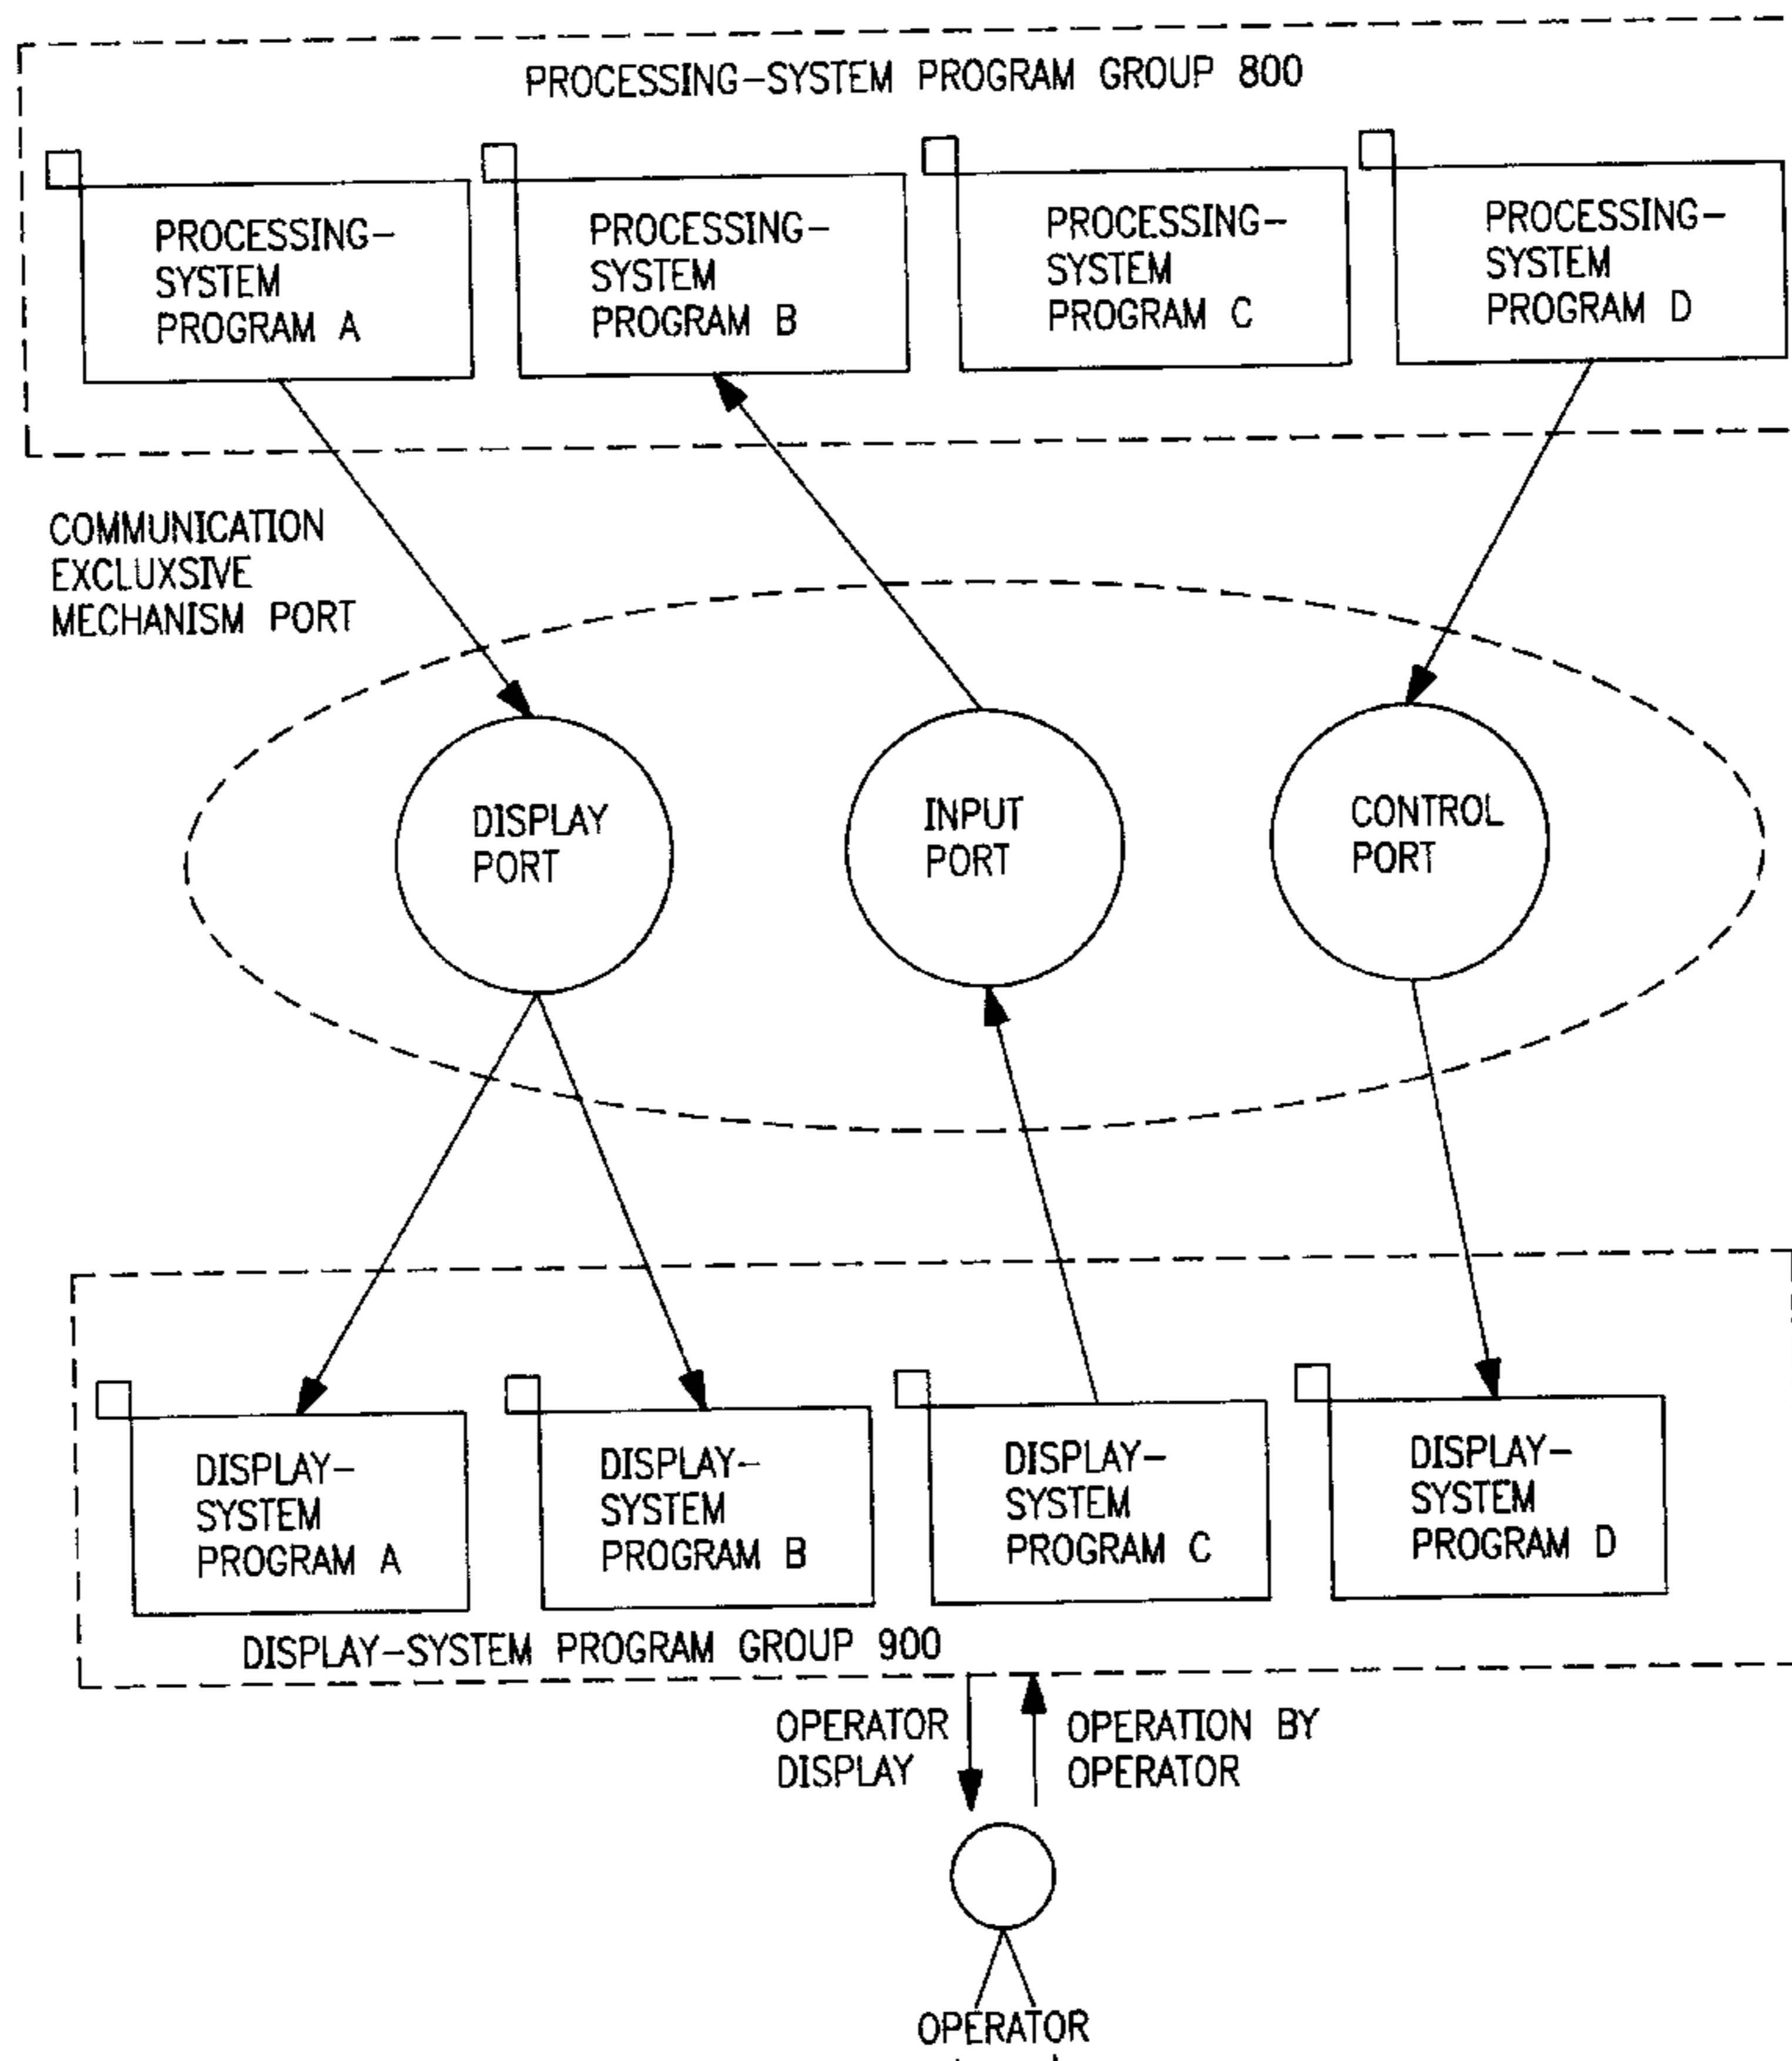 PROCESSING-SYSTEM PROGRAM GROUP 800
PROCESSING-
SYSTEM
PROGRAM A
PROCESSING-
SYSTEM
PROGRAM B
PROCESSING-
SYSTEM
PROGRAM C
PROCESSING-
SYSTEM
PROGRAM D
COMMUNICATION
EXCLUXSIVE
MECHANISM PORT
DISPLAY
PORT
INPUT
PORT
CONTROL
PORT
DISPLAY-
SYSTEM
PROGRAM A
DISPLAY-
SYSTEM
PROGRAM B
DISPLAY-
SYSTEM
PROGRAM C
DISPLAY-
SYSTEM
PROGRAM D
DISPLAY-SYSTEM PROGRAM GROUP 900
OPERATOR
DISPLAY
OPERATION BY
OPERATOR
OPERATOR